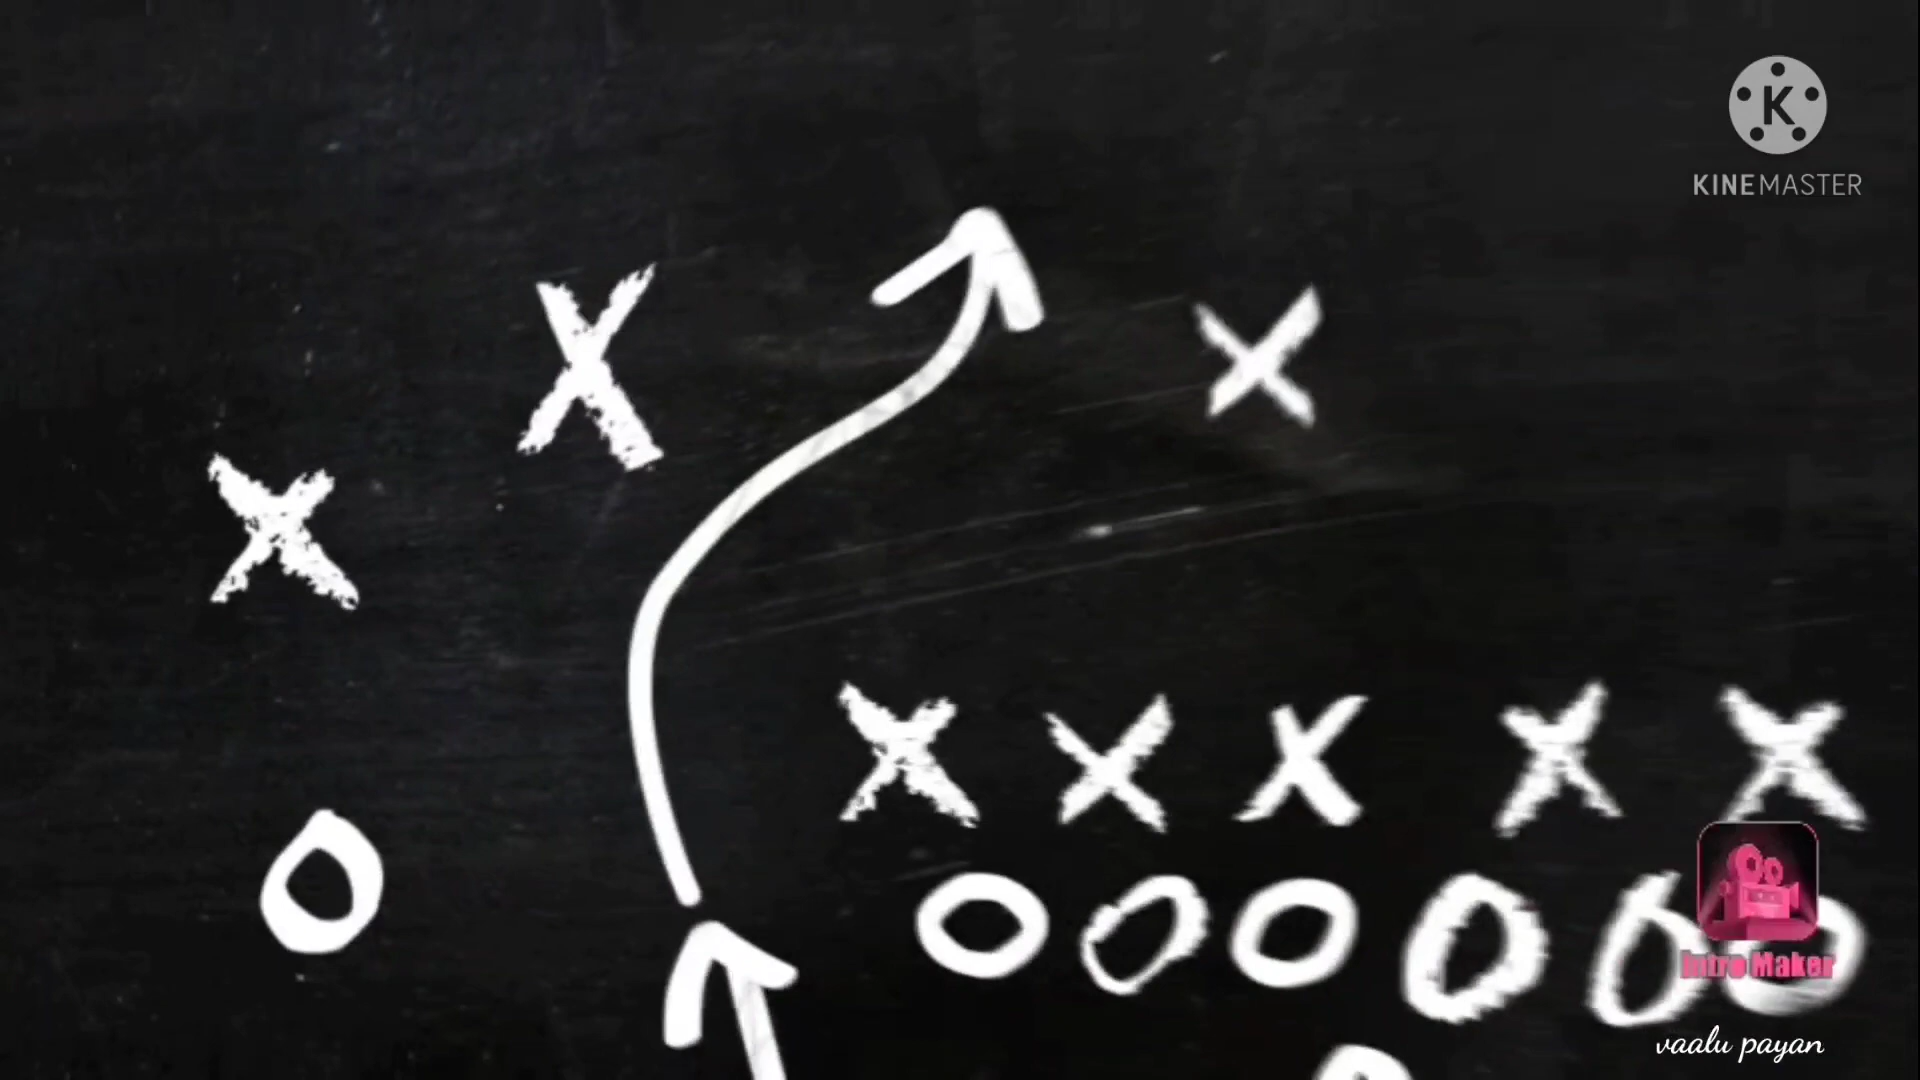 K
KINEMASTER
X
X X
X X X X X
O O O O O O O
Intro Maker
vaalu payan